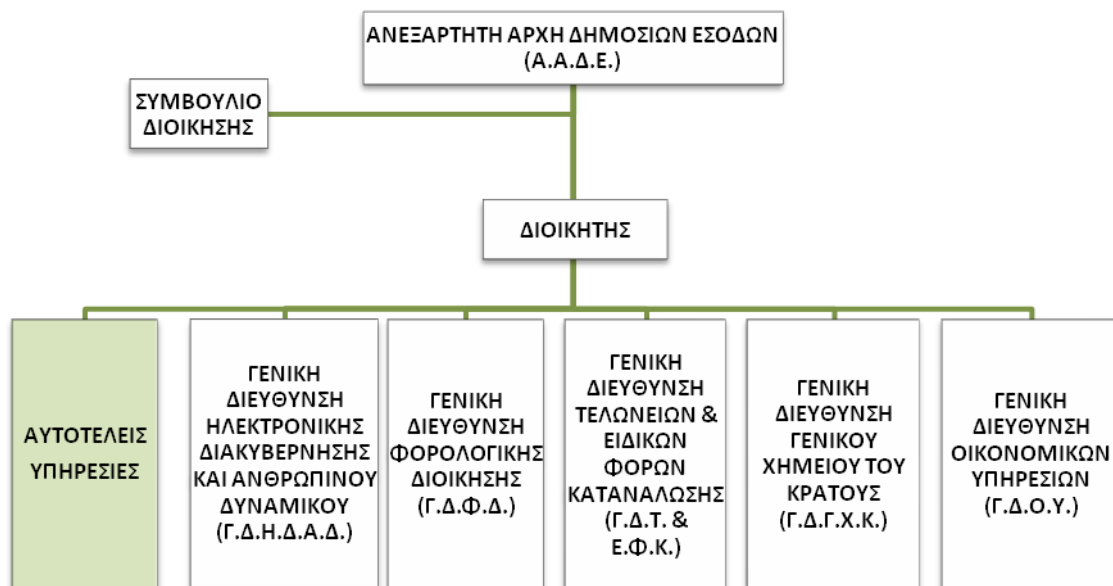 ΑΝΕΞΑΡΤΗΤΗ ΑΡΧΗ ΔΗΜΟΣΙΩΝ ΕΣΟΔΩΝ
(Α.Α.Δ.Ε.)
ΣΥΜΒΟΥΛΙΟ
ΔΙΟΙΚΗΣΗΣ
ΔΙΟΙΚΗΤΗΣ
ΑΥΤΟΤΕΛΕΙΣ
ΥΠΗΡΕΣΙΕΣ
ΓΕΝΙΚΗ
ΔΙΕΥΘΥΝΣΗ
ΗΛΕΚΤΡΟΝΙΚΗΣ
ΔΙΑΚΥΒΕΡΝΗΣΗΣ
ΚΑΙ ΑΝΘΡΩΠΙΝΟΥ
ΔΥΝΑΜΙΚΟΥ
(Γ.Δ.Η.Δ.Α.Δ.)
ΓΕΝΙΚΗ
ΔΙΕΥΘΥΝΣΗ
ΦΟΡΟΛΟΓΙΚΗΣ
ΔΙΟΙΚΗΣΗΣ
(Γ.Δ.Φ.Δ.)
ΓΕΝΙΚΗ
ΔΙΕΥΘΥΝΣΗ
ΤΕΛΩΝΕΙΩΝ &
ΕΙΔΙΚΩΝ
ΦΟΡΩΝ
ΚΑΤΑΝΑΛΩΣΗΣ
(Γ.Δ.Τ. &
Ε.Φ.Κ.)
ΓΕΝΙΚΗ
ΔΙΕΥΘΥΝΣΗ
ΓΕΝΙΚΟΥ
ΧΗΜΕΙΟΥ ΤΟΥ
ΚΡΑΤΟΥΣ
(Γ.Δ.Γ.Χ.Κ.)
ΓΕΝΙΚΗ
ΔΙΕΥΘΥΝΣΗ
ΟΙΚΟΝΟΜΙΚΩΝ
ΥΠΗΡΕΣΙΩΝ
(Γ.Δ.Ο.Υ.)